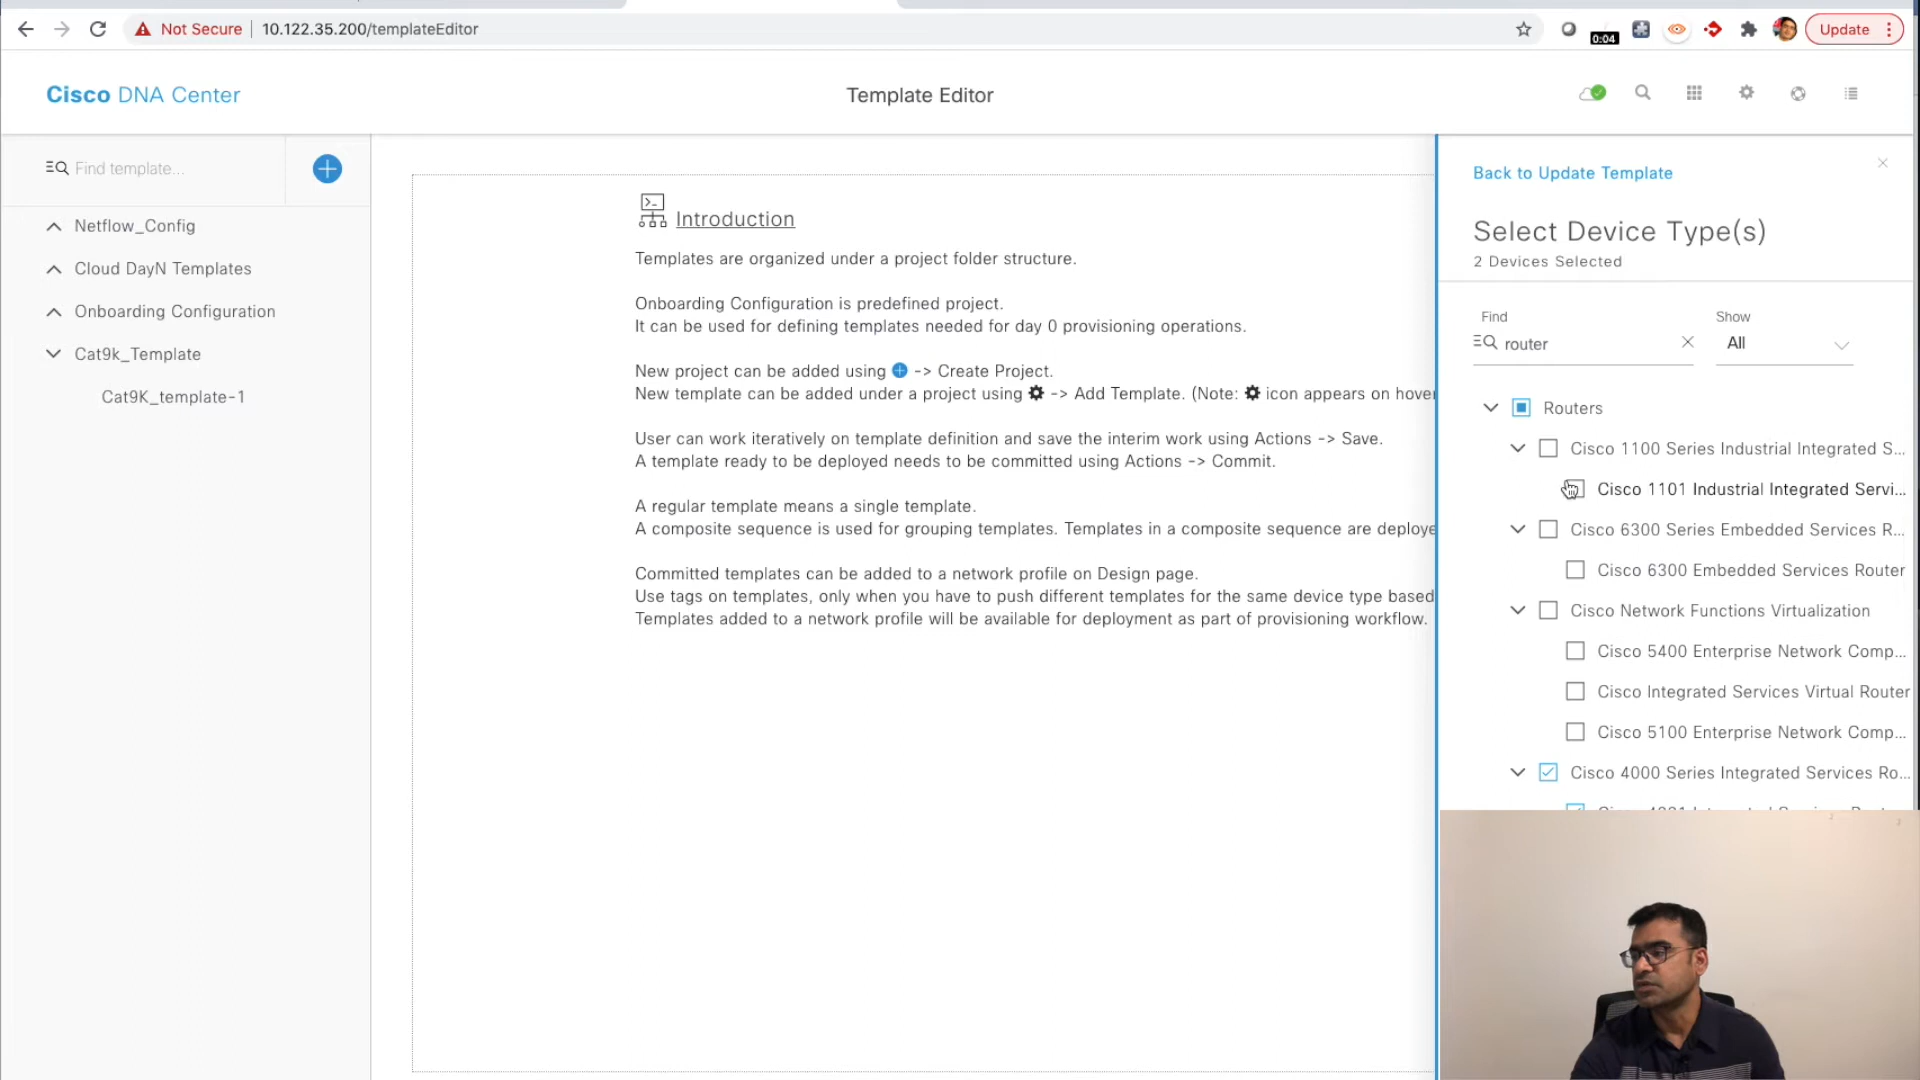 Not Secure
10.122.35.200/templateEditor
0:04
Update
Cisco DNA Center
Template Editor
Find template...
Netflow_Config
Cloud DayN Templates
Onboarding Configuration
Cat9k_Template
Cat9K_template-1
Introduction
Templates are organized under a project folder structure.
Onboarding Configuration is predefined project.
It can be used for defining templates needed for day 0 provisioning operations.
New project can be added using -> Create Project.
New template can be added under a project using -> Add Template. (Note: icon appears on hover
User can work iteratively on template definition and save the interim work using Actions -> Save.
A template ready to be deployed needs to be committed using Actions -> Commit.
A regular template means a single template.
A composite sequence is used for grouping templates. Templates in a composite sequence are deploye
Committed templates can be added to a network profile on Design page.
Use tags on templates, only when you have to push different templates for the same device type based
Templates added to a network profile will be available for deployment as part of provisioning workflow.
Back to Update Template
Select Device Type(s)
2 Devices Selected
Find
Show
router
All
Routers
Cisco 1100 Series Industrial Integrated S...
Cisco 1101 Industrial Integrated Servi...
Cisco 6300 Series Embedded Services R...
Cisco 6300 Embedded Services Router
Cisco Network Functions Virtualization
Cisco 5400 Enterprise Network Comp...
Cisco Integrated Services Virtual Router
Cisco 5100 Enterprise Network Comp...
Cisco 4000 Series Integrated Services Ro...